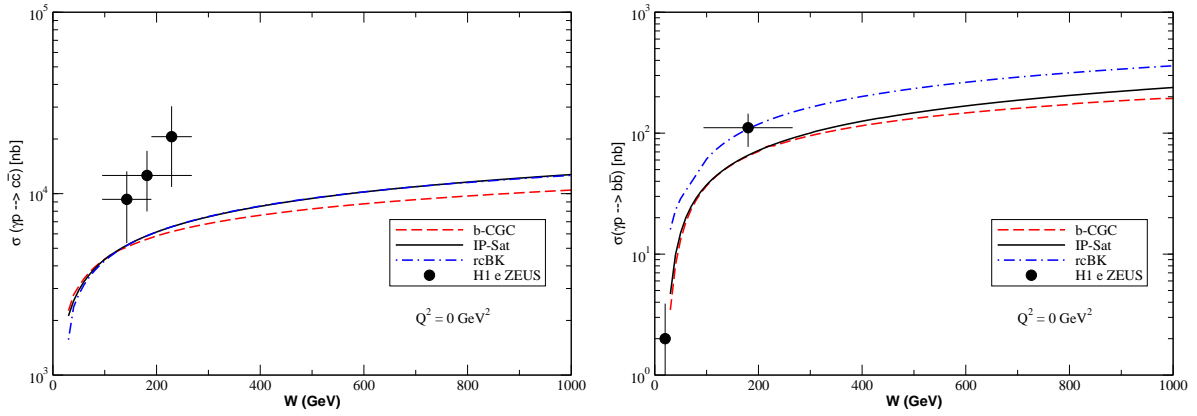 10^5
10^4
10^3
σ (γp --> cc̄) [nb]
0
200
400
600
800
1000
W (GeV)
b-CGC
IP-Sat
rcBK
H1 e ZEUS
Q^2 = 0 GeV^2
10^3
10^2
10^1
10^0
σ(γp --> bb̄) [nb]
0
200
400
600
800
1000
W (GeV)
b-CGC
IP-Sat
rcBK
H1 e ZEUS
Q^2 = 0 GeV^2